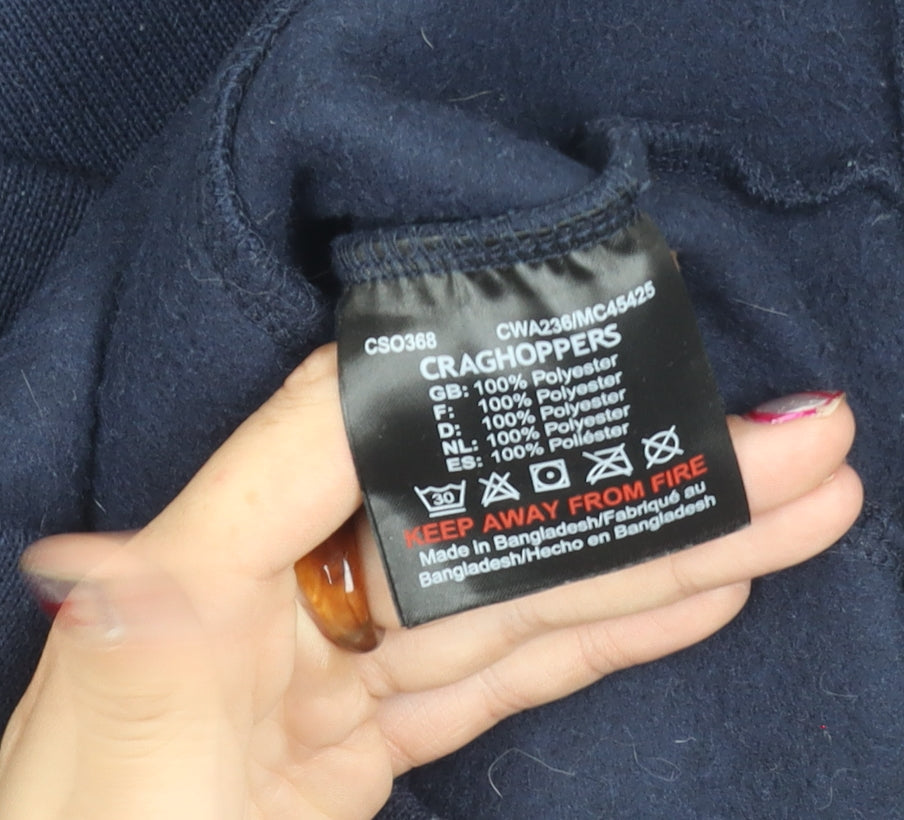 CSO368 CWA236/MC45425
CRAGHOPPERS
GB: 100% Polyester
F: 100% Polyester
D: 100% Polyester
NL: 100% Polyester
ES: 100% Poliéster
30
KEEP AWAY FROM FIRE
Made in Bangladesh/Fabriqué au
Bangladesh/Hecho en Bangladesh